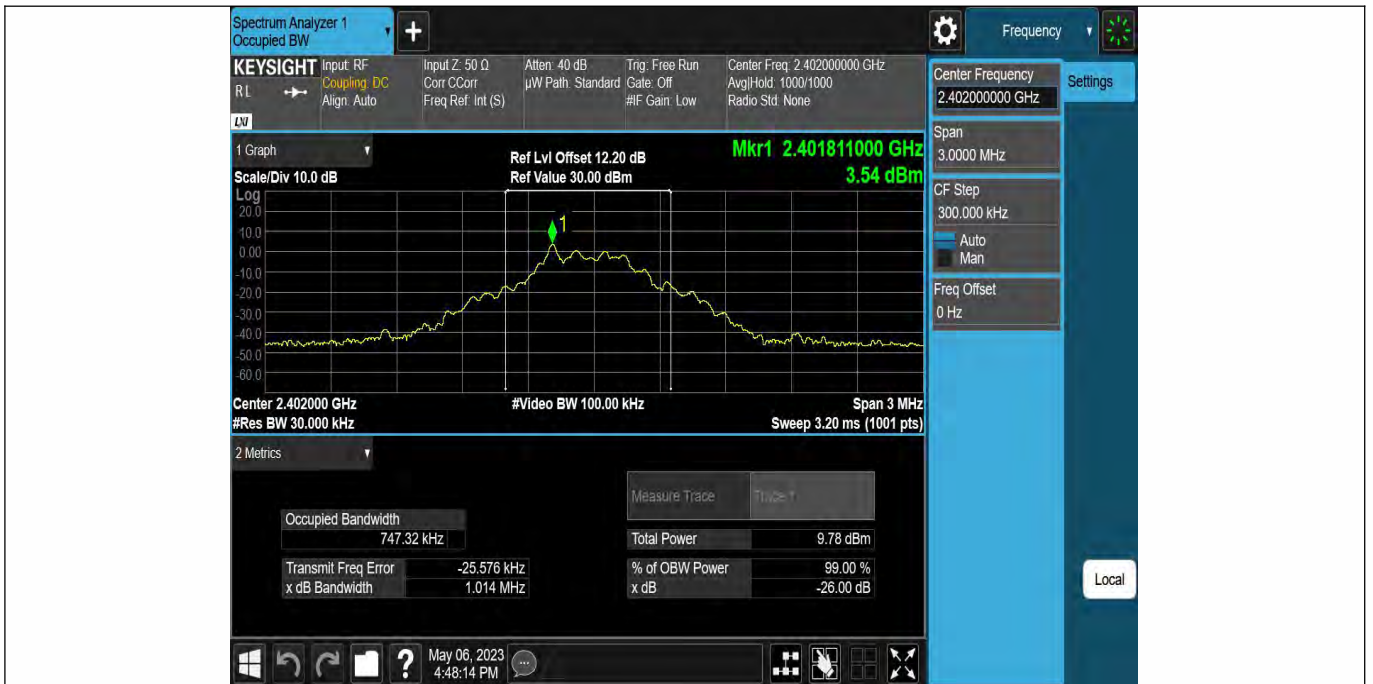 Spectrum Analyzer 1
Occupied BW
+
Frequency
KEYSIGHT
RL
LXI
Input: RF
Coupling: DC
Align: Auto
Input Z: 50 Ω
Corr CCorr
Freq Ref: Int (S)
Atten: 40 dB
µW Path: Standard
Trig: Free Run
Gate: Off
#IF Gain: Low
Center Freq: 2.402000000 GHz
Avg|Hold: 1000/1000
Radio Std: None
Center Frequency
2.402000000 GHz
Settings
Span
3.0000 MHz
CF Step
300.000 kHz
Auto
Man
Freq Offset
0 Hz
Local
1 Graph
Scale/Div 10.0 dB
Ref Lvl Offset 12.20 dB
Ref Value 30.00 dBm
Mkr1 2.401811000 GHz
3.54 dBm
Log
20.0
10.0
0.00
-10.0
-20.0
-30.0
-40.0
-50.0
-60.0
1
Center 2.402000 GHz
#Video BW 100.00 kHz
Span 3 MHz
#Res BW 30.000 kHz
Sweep 3.20 ms (1001 pts)
2 Metrics
Measure Trace
Trace 1
Occupied Bandwidth
747.32 kHz
Total Power 9.78 dBm
Transmit Freq Error -25.576 kHz
% of OBW Power 99.00 %
x dB Bandwidth 1.014 MHz
x dB -26.00 dB
?
May 06, 2023
4:48:14 PM